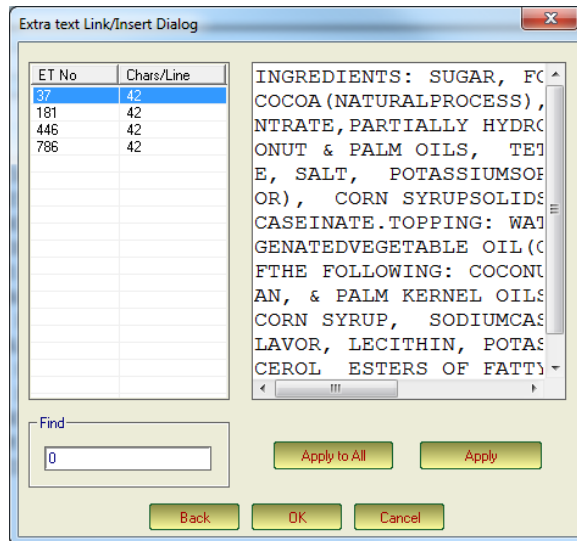 Extra text Link/Insert Dialog
ET No Chars/Line
37 42
181 42
446 42
786 42
INGREDIENTS: SUGAR, FO
COCOA(NATURALPROCESS),
NTRATE,PARTIALLY HYDRO
ONUT & PALM OILS, TET
E, SALT, POTASSIUMSOR
OR), CORN SYRUPSOLIDS
CASEINATE.TOPPING: WAT
GENATEDVEGETABLE OIL(O
FTHE FOLLOWING: COCONU
AN, & PALM KERNEL OILS
CORN SYRUP, SODIUMCAS
LAVOR, LECITHIN, POTAS
CEROL ESTERS OF FATTY
Find
0
Apply to All Apply
Back OK Cancel